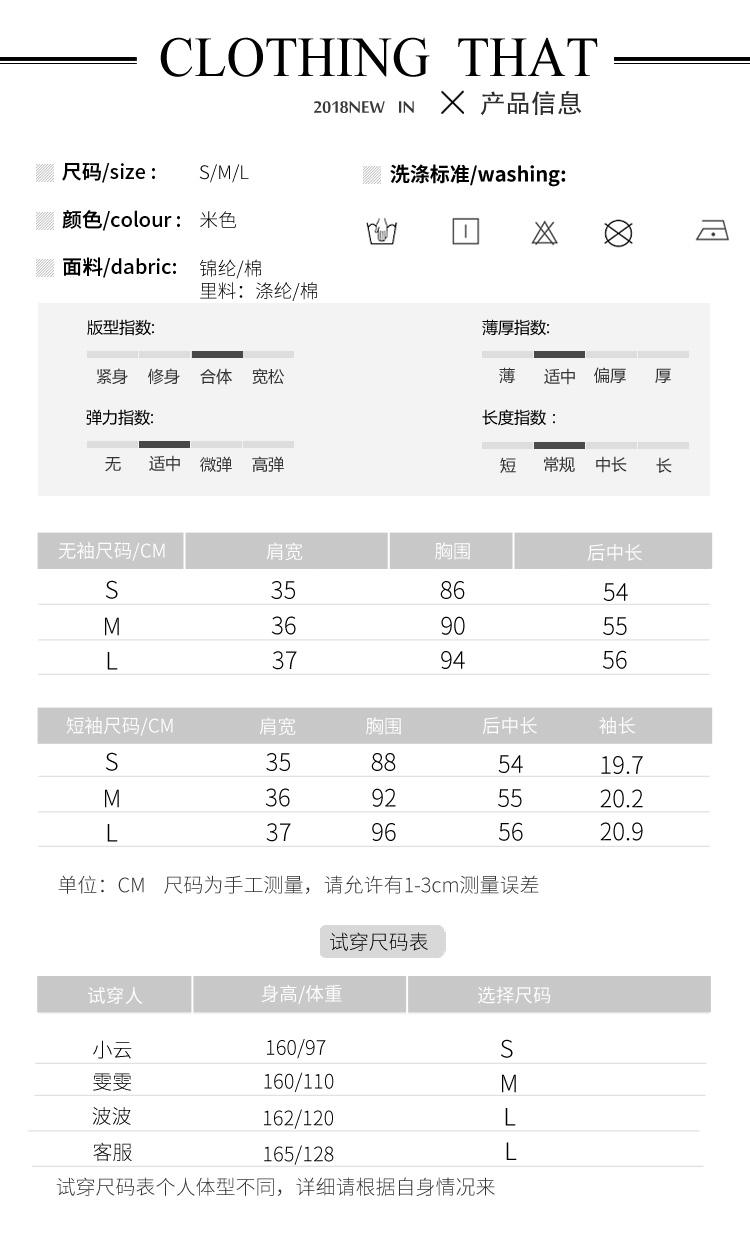 CLOTHING THAT
2018NEW IN × 产品信息
尺码/size : S/M/L
洗涤标准/washing:
颜色/colour : 米色
面料/dabric: 锦纶/棉
里料：涤纶/棉
版型指数:
紧身 修身 合体 宽松
薄厚指数:
薄 适中 偏厚 厚
弹力指数:
无 适中 微弹 高弹
长度指数 :
短 常规 中长 长
无袖尺码/CM 肩宽 胸围 后中长
S 35 86 54
M 36 90 55
L 37 94 56
短袖尺码/CM 肩宽 胸围 后中长 袖长
S 35 88 54 19.7
M 36 92 55 20.2
L 37 96 56 20.9
单位：CM 尺码为手工测量，请允许有1-3cm测量误差
试穿尺码表
试穿人 身高/体重 选择尺码
小云 160/97 S
雯雯 160/110 M
波波 162/120 L
客服 165/128 L
试穿尺码表个人体型不同，详细请根据自身情况来